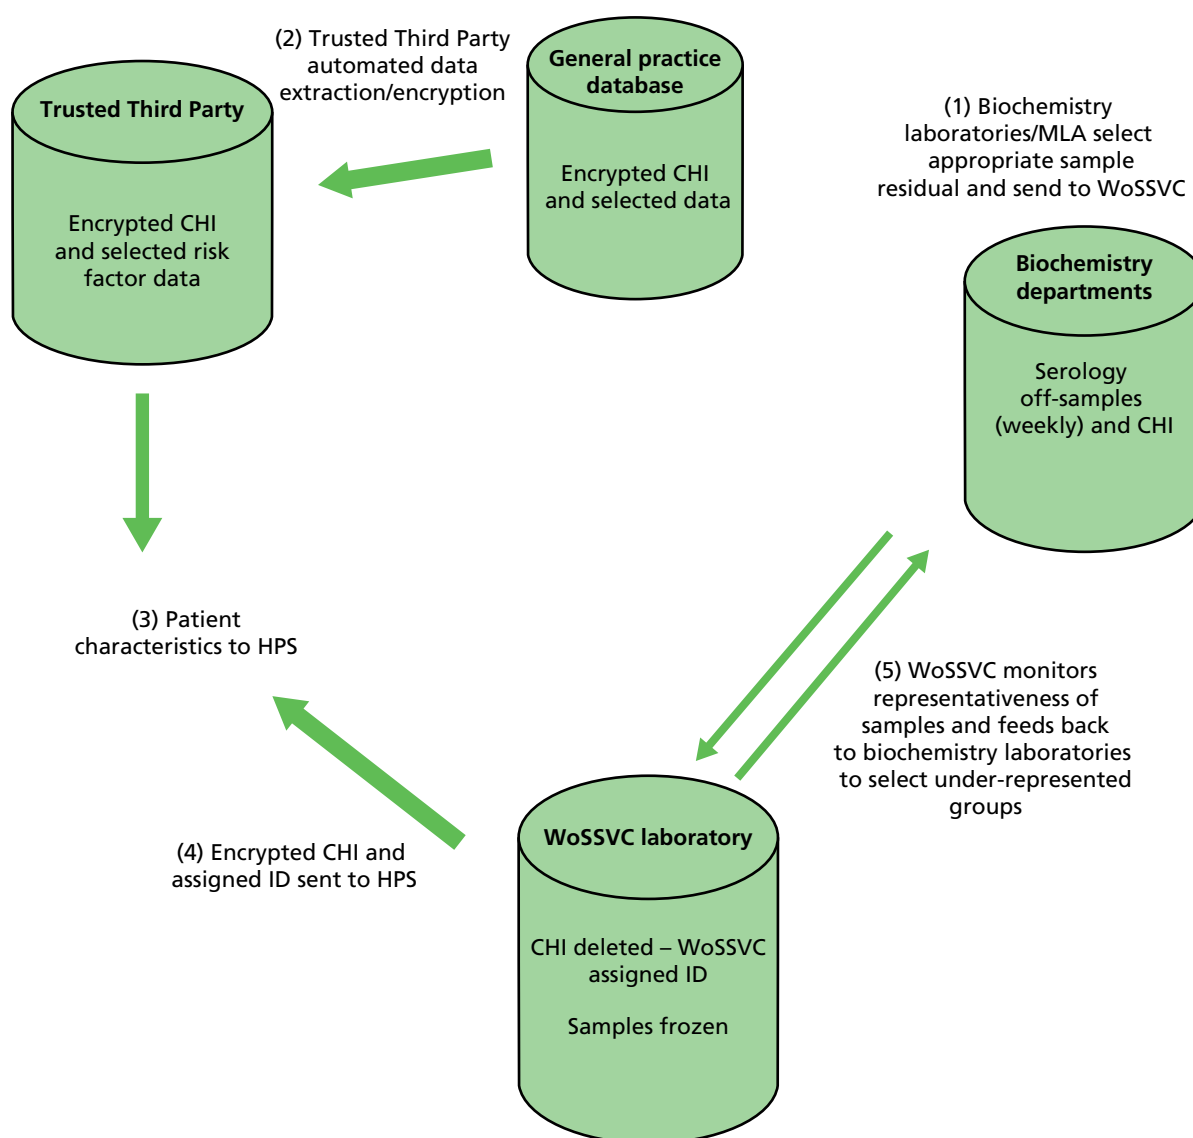 (2) Trusted Third Party
automated data
extraction/encryption
General practice
database
Encrypted CHI
and selected data
Trusted Third Party
Encrypted CHI
and selected risk
factor data
(1) Biochemistry
laboratories/MLA select
appropriate sample
residual and send to WoSSVC
Biochemistry
departments
Serology
off-samples
(weekly) and CHI
(3) Patient
characteristics to HPS
(5) WoSSVC monitors
representativeness of
samples and feeds back
to biochemistry laboratories
to select under-represented
groups
(4) Encrypted CHI and
assigned ID sent to HPS
WoSSVC laboratory
CHI deleted – WoSSVC
assigned ID
Samples frozen